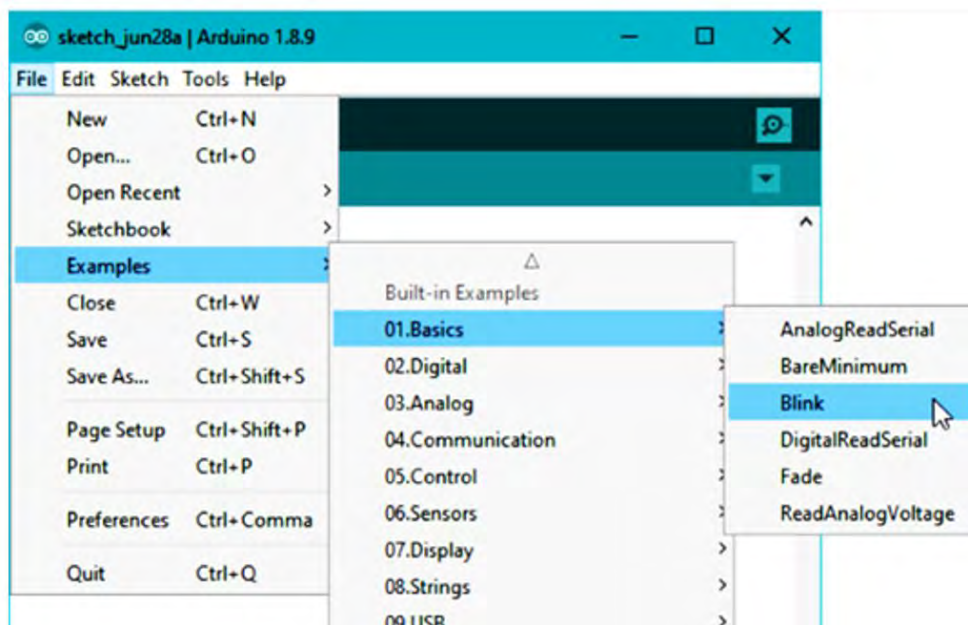 sketch_jun28a | Arduino 1.8.9
File Edit Sketch Tools Help
New Ctrl+N
Open... Ctrl+O
Open Recent
Sketchbook
Examples
Close Ctrl+W
Save Ctrl+S
Save As... Ctrl+Shift+S
Page Setup Ctrl+Shift+P
Print Ctrl+P
Preferences Ctrl+Comma
Quit Ctrl+Q
Built-in Examples
01.Basics
02.Digital
03.Analog
04.Communication
05.Control
06.Sensors
07.Display
08.Strings
09.USB
AnalogReadSerial
BareMinimum
Blink
DigitalReadSerial
Fade
ReadAnalogVoltage